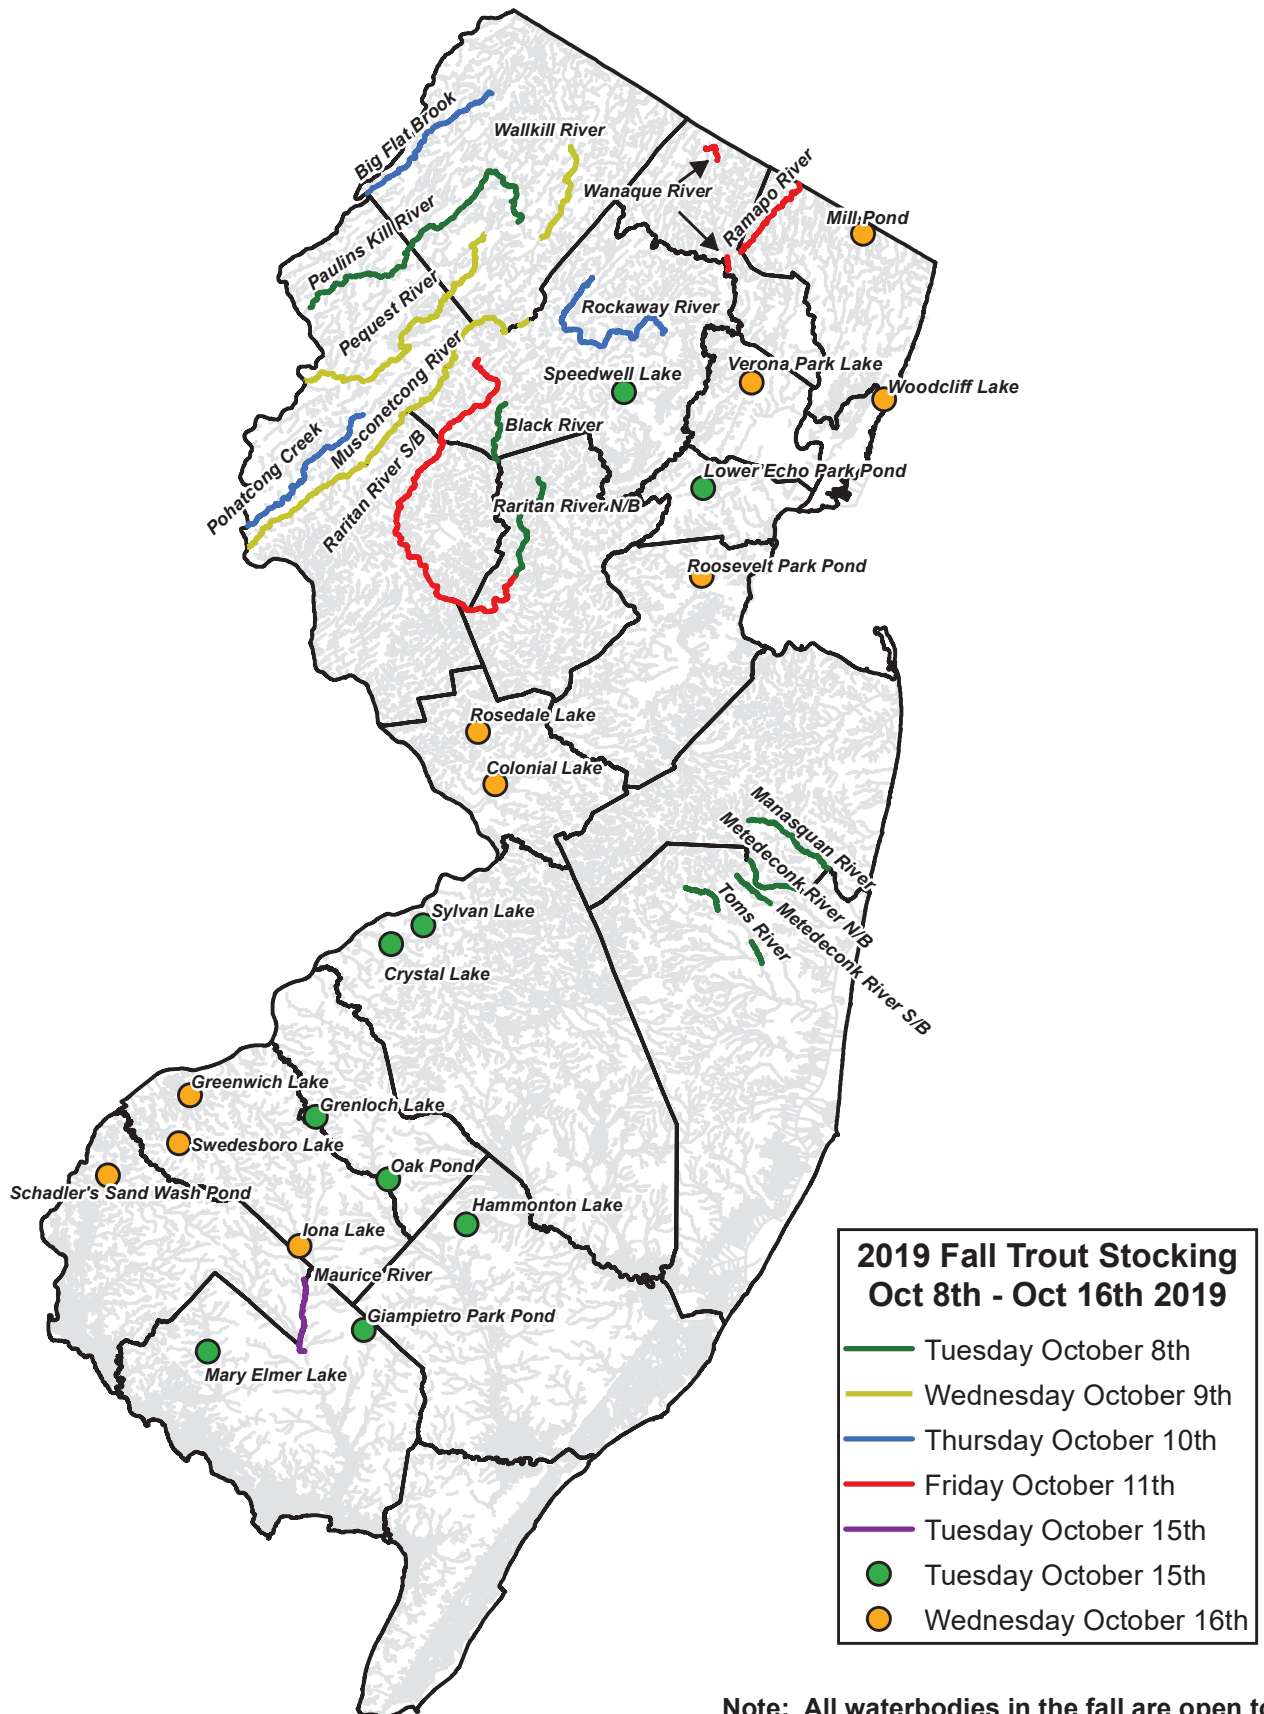 Big Flat Brook
Wallkill River
Wanaque River
Ramapo River
Mill Pond
Paulins Kill River
Pequest River
Rockaway River
Musconetcong River
Speedwell Lake
Verona Park Lake
Woodcliff Lake
Pohatcong Creek
Raritan River S/B
Black River
Lower Echo Park Pond
Raritan River N/B
Roosevelt Park Pond
Rosedale Lake
Colonial Lake
Manasquan River
Metedeconk River N/B
Toms River
Metedeconk River S/B
Sylvan Lake
Crystal Lake
Greenwich Lake
Grenloch Lake
Swedesboro Lake
Oak Pond
Schadler's Sand Wash Pond
Hammonton Lake
Iona Lake
Maurice River
Giampietro Park Pond
Mary Elmer Lake
2019 Fall Trout Stocking
Oct 8th - Oct 16th 2019
Tuesday October 8th
Wednesday October 9th
Thursday October 10th
Friday October 11th
Tuesday October 15th
Tuesday October 15th
Wednesday October 16th
Note: All waterbodies in the fall are open to